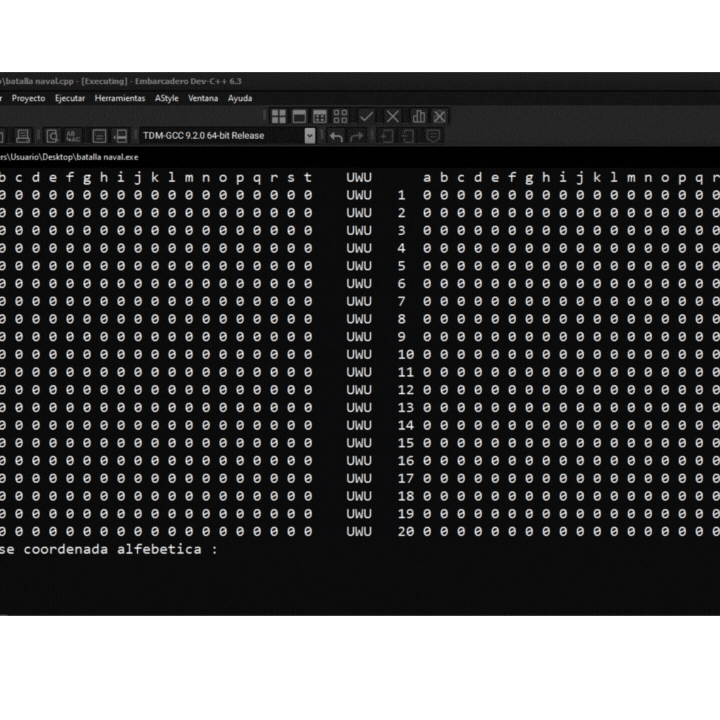 \batalla naval.cpp - [Executing] - Embarcadero Dev-C++ 6.3
r Proyecto Ejecutar Herramientas AStyle Ventana Ayuda
TDM-GCC 9.2.0 64-bit Release
ers\Usuario\Desktop\batalla naval.exe
b c d e f g h i j k l m n o p q r s t UWU a b c d e f g h i j k l m n o p q r
0 0 0 0 0 0 0 0 0 0 0 0 0 0 0 0 0 0 0 UWU 1 0 0 0 0 0 0 0 0 0 0 0 0 0 0 0 0 0 0
0 0 0 0 0 0 0 0 0 0 0 0 0 0 0 0 0 0 0 UWU 2 0 0 0 0 0 0 0 0 0 0 0 0 0 0 0 0 0 0
0 0 0 0 0 0 0 0 0 0 0 0 0 0 0 0 0 0 0 UWU 3 0 0 0 0 0 0 0 0 0 0 0 0 0 0 0 0 0 0
0 0 0 0 0 0 0 0 0 0 0 0 0 0 0 0 0 0 0 UWU 4 0 0 0 0 0 0 0 0 0 0 0 0 0 0 0 0 0 0
0 0 0 0 0 0 0 0 0 0 0 0 0 0 0 0 0 0 0 UWU 5 0 0 0 0 0 0 0 0 0 0 0 0 0 0 0 0 0 0
0 0 0 0 0 0 0 0 0 0 0 0 0 0 0 0 0 0 0 UWU 6 0 0 0 0 0 0 0 0 0 0 0 0 0 0 0 0 0 0
0 0 0 0 0 0 0 0 0 0 0 0 0 0 0 0 0 0 0 UWU 7 0 0 0 0 0 0 0 0 0 0 0 0 0 0 0 0 0 0
0 0 0 0 0 0 0 0 0 0 0 0 0 0 0 0 0 0 0 UWU 8 0 0 0 0 0 0 0 0 0 0 0 0 0 0 0 0 0 0
0 0 0 0 0 0 0 0 0 0 0 0 0 0 0 0 0 0 0 UWU 9 0 0 0 0 0 0 0 0 0 0 0 0 0 0 0 0 0 0
0 0 0 0 0 0 0 0 0 0 0 0 0 0 0 0 0 0 0 UWU 10 0 0 0 0 0 0 0 0 0 0 0 0 0 0 0 0 0 0
0 0 0 0 0 0 0 0 0 0 0 0 0 0 0 0 0 0 0 UWU 11 0 0 0 0 0 0 0 0 0 0 0 0 0 0 0 0 0 0
0 0 0 0 0 0 0 0 0 0 0 0 0 0 0 0 0 0 0 UWU 12 0 0 0 0 0 0 0 0 0 0 0 0 0 0 0 0 0 0
0 0 0 0 0 0 0 0 0 0 0 0 0 0 0 0 0 0 0 UWU 13 0 0 0 0 0 0 0 0 0 0 0 0 0 0 0 0 0 0
0 0 0 0 0 0 0 0 0 0 0 0 0 0 0 0 0 0 0 UWU 14 0 0 0 0 0 0 0 0 0 0 0 0 0 0 0 0 0 0
0 0 0 0 0 0 0 0 0 0 0 0 0 0 0 0 0 0 0 UWU 15 0 0 0 0 0 0 0 0 0 0 0 0 0 0 0 0 0 0
0 0 0 0 0 0 0 0 0 0 0 0 0 0 0 0 0 0 0 UWU 16 0 0 0 0 0 0 0 0 0 0 0 0 0 0 0 0 0 0
0 0 0 0 0 0 0 0 0 0 0 0 0 0 0 0 0 0 0 UWU 17 0 0 0 0 0 0 0 0 0 0 0 0 0 0 0 0 0 0
0 0 0 0 0 0 0 0 0 0 0 0 0 0 0 0 0 0 0 UWU 18 0 0 0 0 0 0 0 0 0 0 0 0 0 0 0 0 0 0
0 0 0 0 0 0 0 0 0 0 0 0 0 0 0 0 0 0 0 UWU 19 0 0 0 0 0 0 0 0 0 0 0 0 0 0 0 0 0 0
0 0 0 0 0 0 0 0 0 0 0 0 0 0 0 0 0 0 0 UWU 20 0 0 0 0 0 0 0 0 0 0 0 0 0 0 0 0 0 0
se coordenada alfebetica :